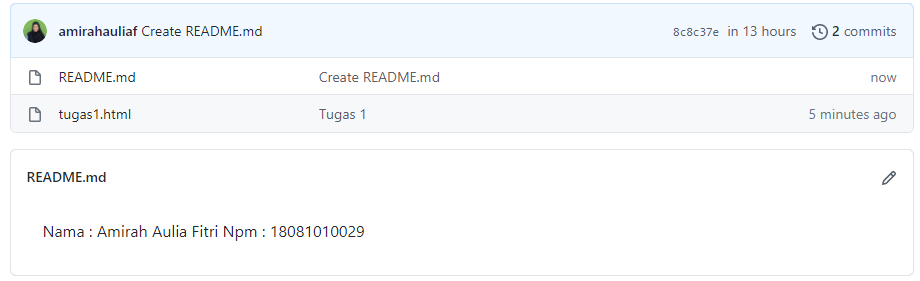 amirahauliaf Create README.md 8c8c37e in 13 hours 2 commits
README.md Create README.md now
tugas1.html Tugas 1 5 minutes ago
README.md
Nama : Amirah Aulia Fitri Npm : 18081010029